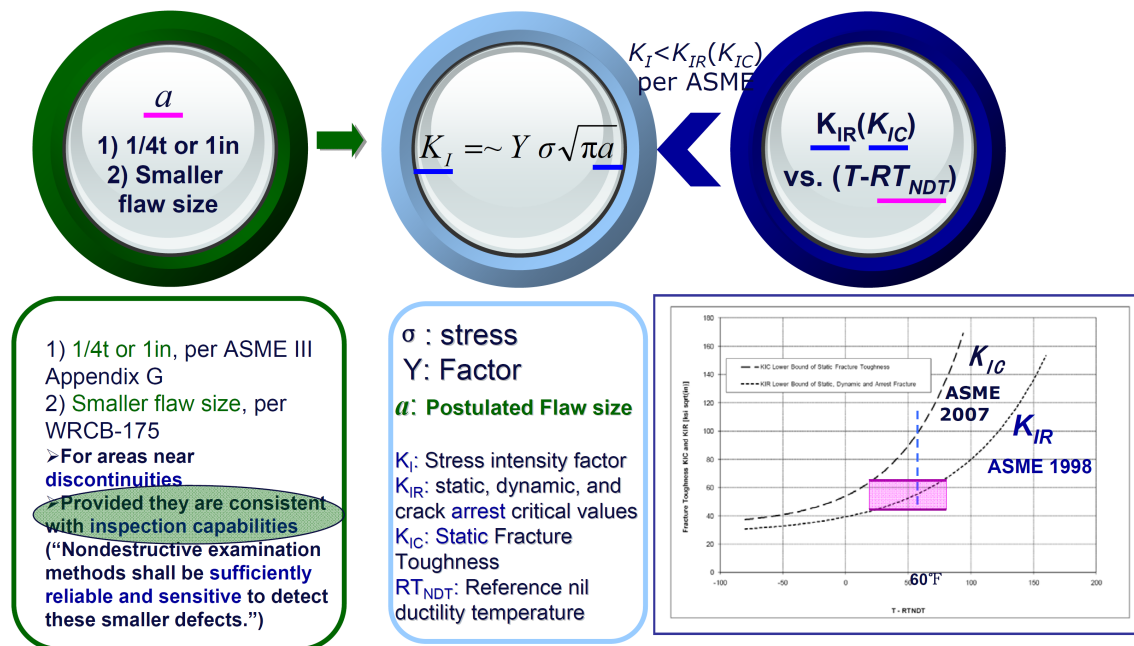 a
1) 1/4t or 1in
2) Smaller
flaw size
K_I =~ Y σ√πa
K_I<K_IR(K_IC)
per ASME
K_IR(K_IC)
vs. (T-RT_NDT)
1) 1/4t or 1in, per ASME III
Appendix G
2) Smaller flaw size, per
WRCB-175
➢For areas near
discontinuities
➢Provided they are consistent
with inspection capabilities
(“Nondestructive examination
methods shall be sufficiently
reliable and sensitive to detect
these smaller defects.”)
σ : stress
Y: Factor
a: Postulated Flaw size
K_I: Stress intensity factor
K_IR: static, dynamic, and
crack arrest critical values
K_IC: Static Fracture
Toughness
RT_NDT: Reference nil
ductility temperature
Fracture Toughness KIC and KIR [ksi sqrt(in)]
180
160
140
120
100
80
60
40
20
0
KIC Lower Bound of Static Fracture Toughness
KIR Lower Bound of Static, Dynamic and Arrest Fracture
K_IC
ASME
2007
K_IR
ASME 1998
-100
-50
0
50
100
150
200
60℉
T - RTNDT